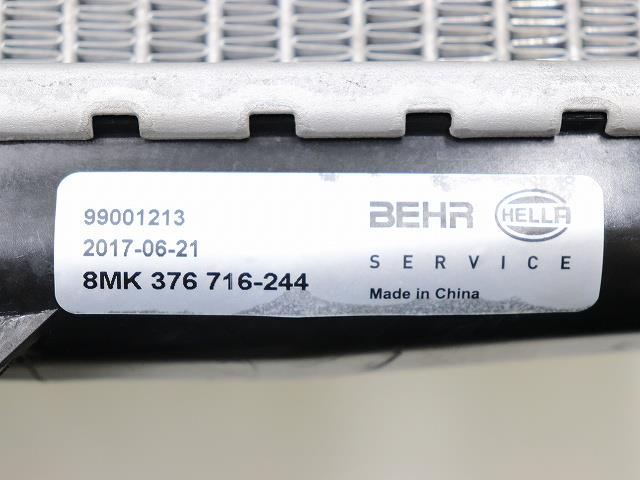 99001213
2017-06-21
8MK 376 716-244
BEHR HELLA
SERVICE
Made in China